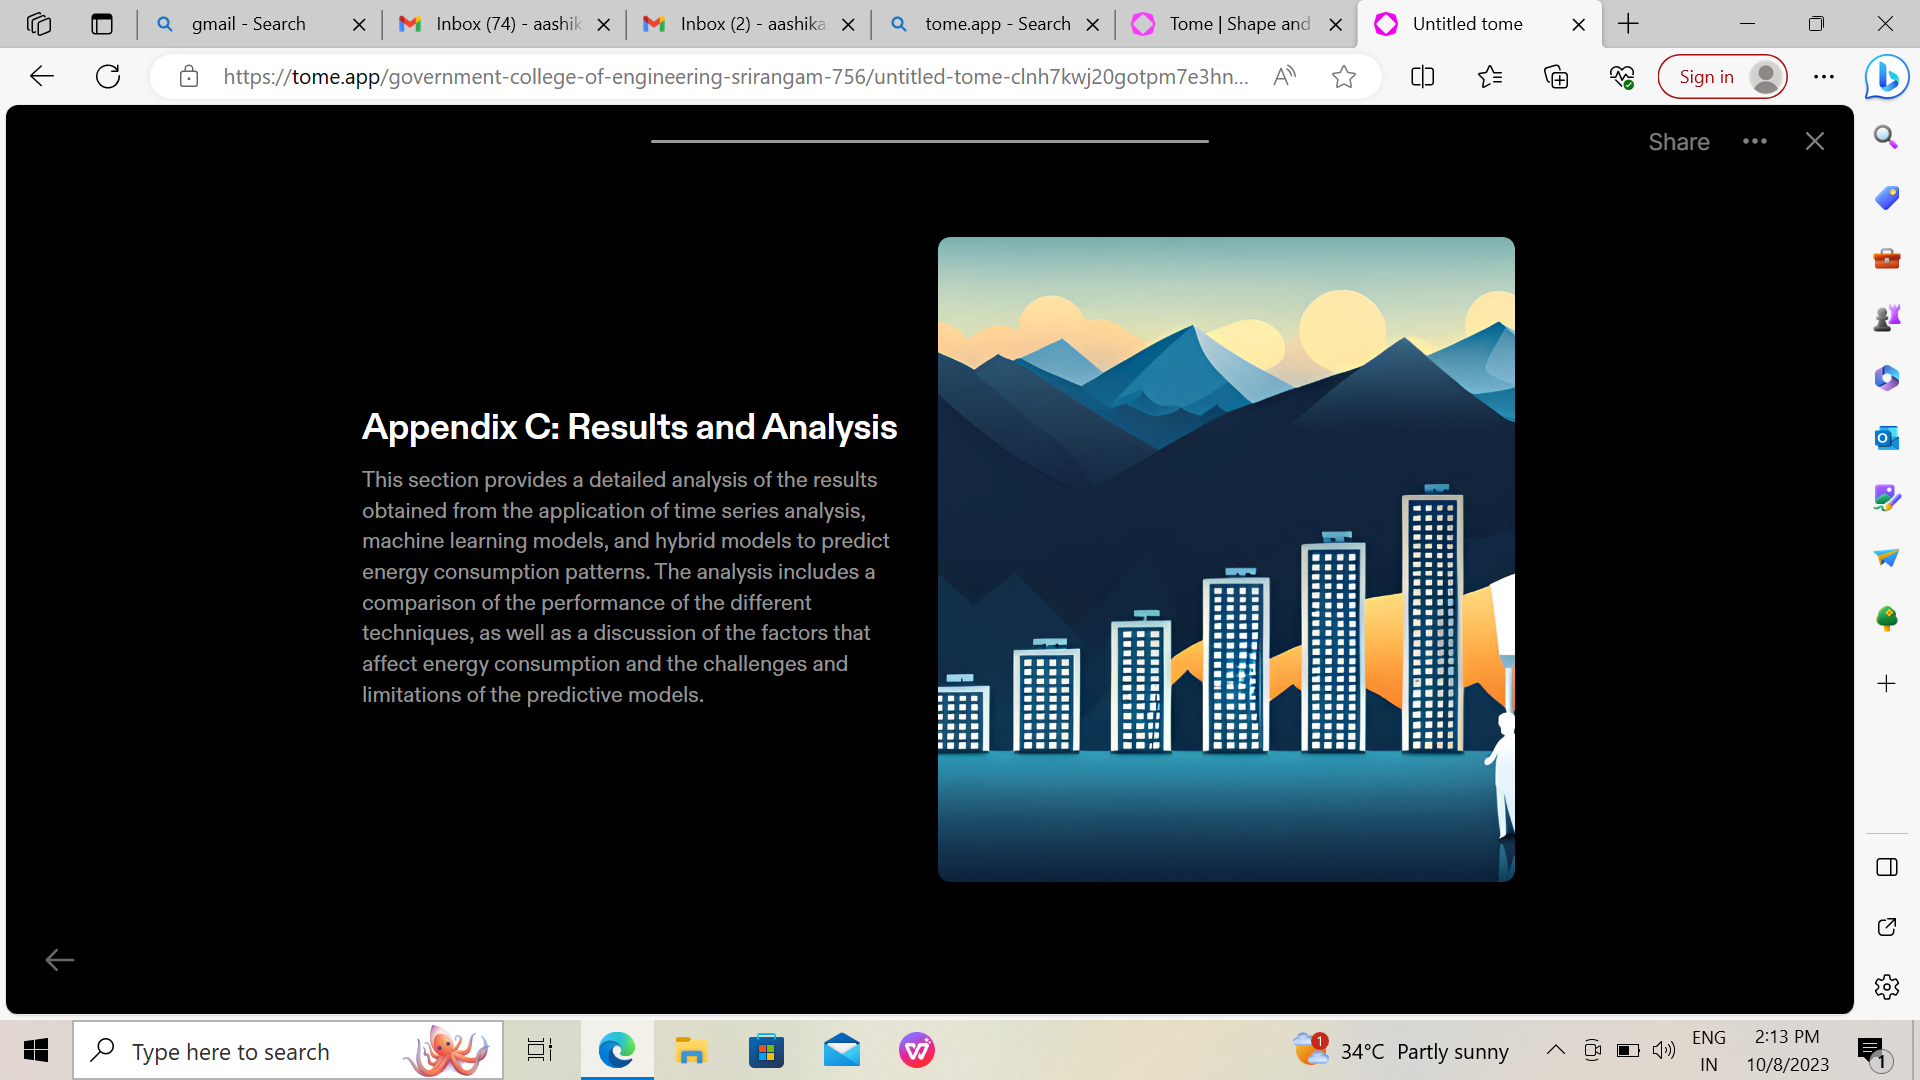 gmail - Search
Inbox (74) - aashik
Inbox (2) - aashika
tome.app - Search
Tome | Shape and
Untitled tome
https://tome.app/government-college-of-engineering-srirangam-756/untitled-tome-clnh7kwj20gotpm7e3hn...
Sign in
Share
Appendix C: Results and Analysis
This section provides a detailed analysis of the results
obtained from the application of time series analysis,
machine learning models, and hybrid models to predict
energy consumption patterns. The analysis includes a
comparison of the performance of the different
techniques, as well as a discussion of the factors that
affect energy consumption and the challenges and
limitations of the predictive models.
Type here to search
1
34°C Partly sunny
ENG
IN
2:13 PM
10/8/2023
1